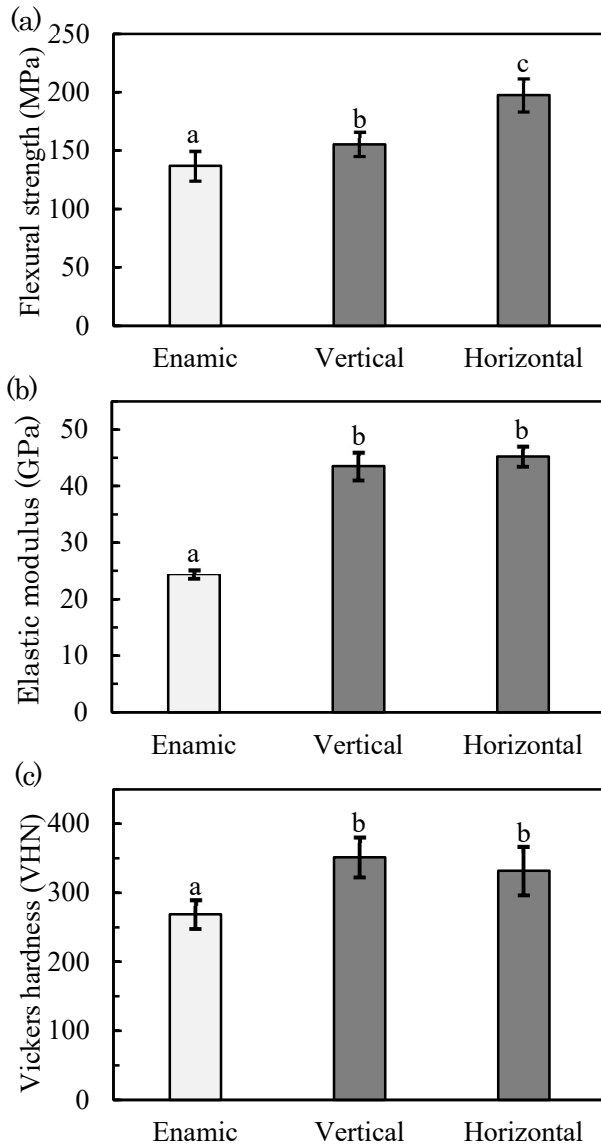 (a)
Flexural strength (MPa)
250
200
150
100
50
0
a
b
c
Enamic Vertical Horizontal
(b)
Elastic modulus (GPa)
50
40
30
20
10
0
a
b
b
Enamic Vertical Horizontal
(c)
Vickers hardness (VHN)
400
300
200
100
0
a
b
b
Enamic Vertical Horizontal